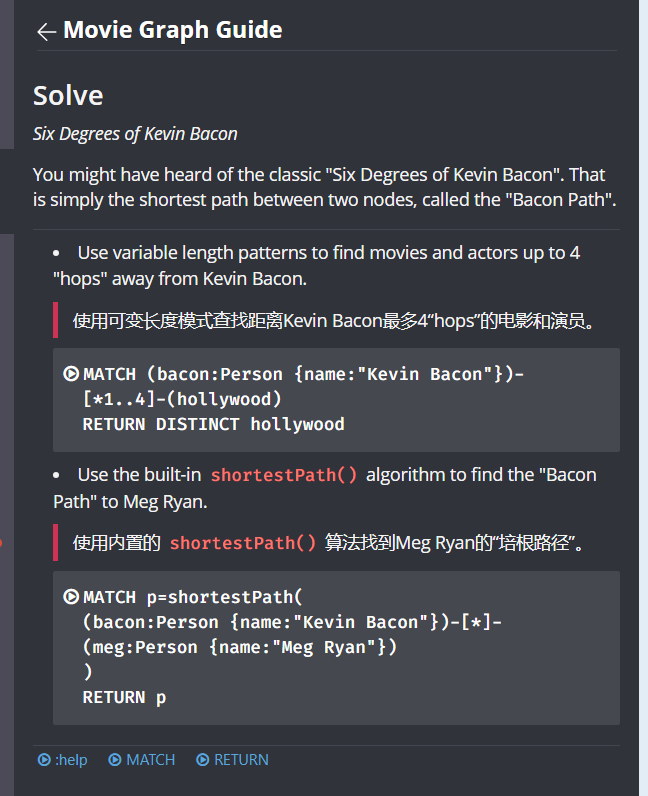 ← Movie Graph Guide
Solve
Six Degrees of Kevin Bacon
You might have heard of the classic "Six Degrees of Kevin Bacon". That
is simply the shortest path between two nodes, called the "Bacon Path".
• Use variable length patterns to find movies and actors up to 4
"hops" away from Kevin Bacon.
使用可变长度模式查找距离Kevin Bacon最多4“hops”的电影和演员。
MATCH (bacon:Person {name:"Kevin Bacon"})-
[*1..4]-(hollywood)
RETURN DISTINCT hollywood
• Use the built-in shortestPath() algorithm to find the "Bacon
Path" to Meg Ryan.
使用内置的 shortestPath() 算法找到Meg Ryan的“培根路径”。
MATCH p=shortestPath(
(bacon:Person {name:"Kevin Bacon"})-[*]-
(meg:Person {name:"Meg Ryan"})
)
RETURN p
:help MATCH RETURN